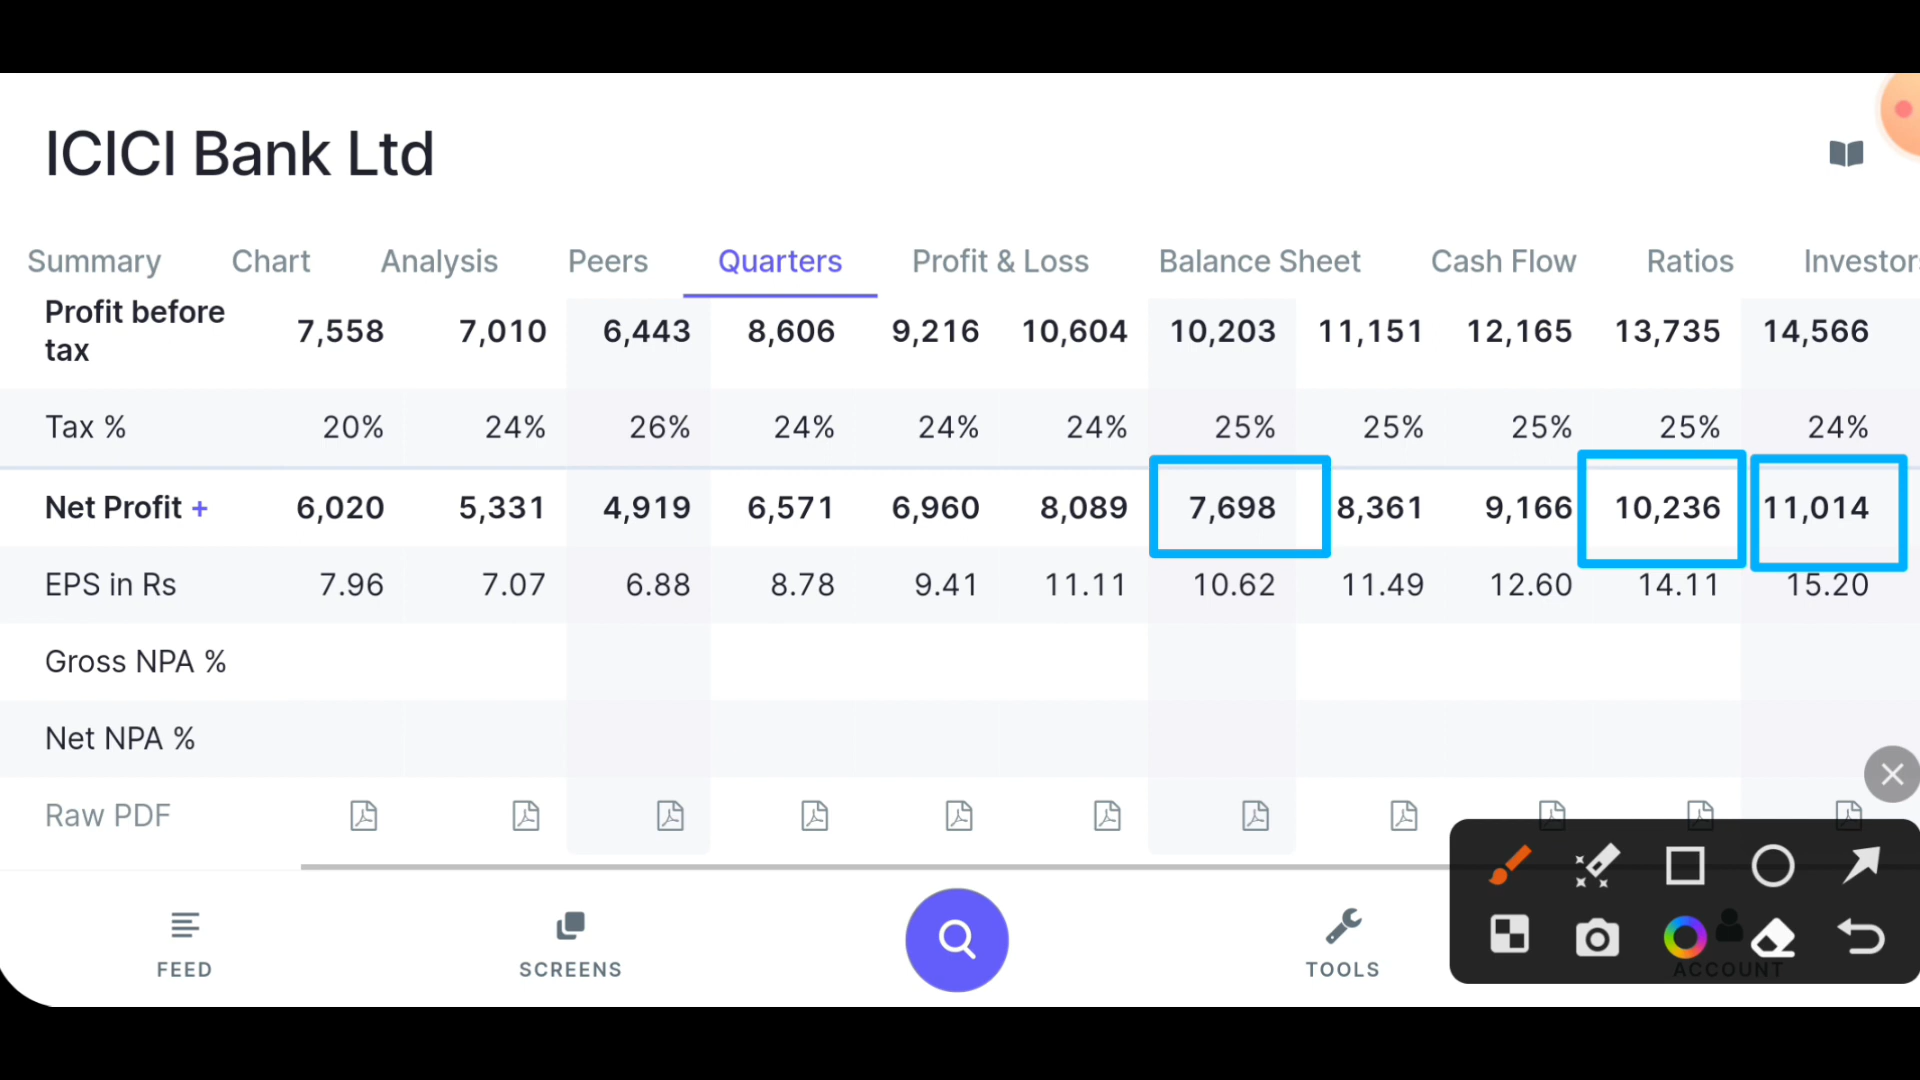 ICICI Bank Ltd
Summary Chart Analysis Peers Quarters Profit & Loss Balance Sheet Cash Flow Ratios Investors
Profit before tax 7,558 7,010 6,443 8,606 9,216 10,604 10,203 11,151 12,165 13,735 14,566
Tax % 20% 24% 26% 24% 24% 24% 25% 25% 25% 25% 24%
Net Profit + 6,020 5,331 4,919 6,571 6,960 8,089 7,698 8,361 9,166 10,236 11,014
EPS in Rs 7.96 7.07 6.88 8.78 9.41 11.11 10.62 11.49 12.60 14.11 15.20
Gross NPA %
Net NPA %
Raw PDF
FEED SCREENS TOOLS ACCOUNT